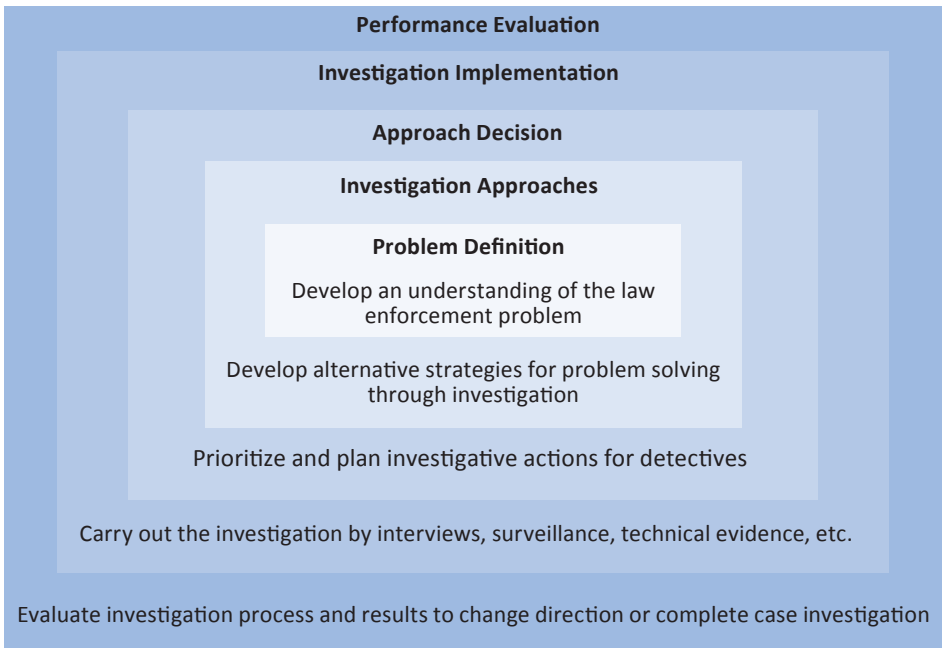 Performance Evaluation
Investigation Implementation
Approach Decision
Investigation Approaches
Problem Definition
Develop an understanding of the law
enforcement problem
Develop alternative strategies for problem solving
through investigation
Prioritize and plan investigative actions for detectives
Carry out the investigation by interviews, surveillance, technical evidence, etc.
Evaluate investigation process and results to change direction or complete case investigation